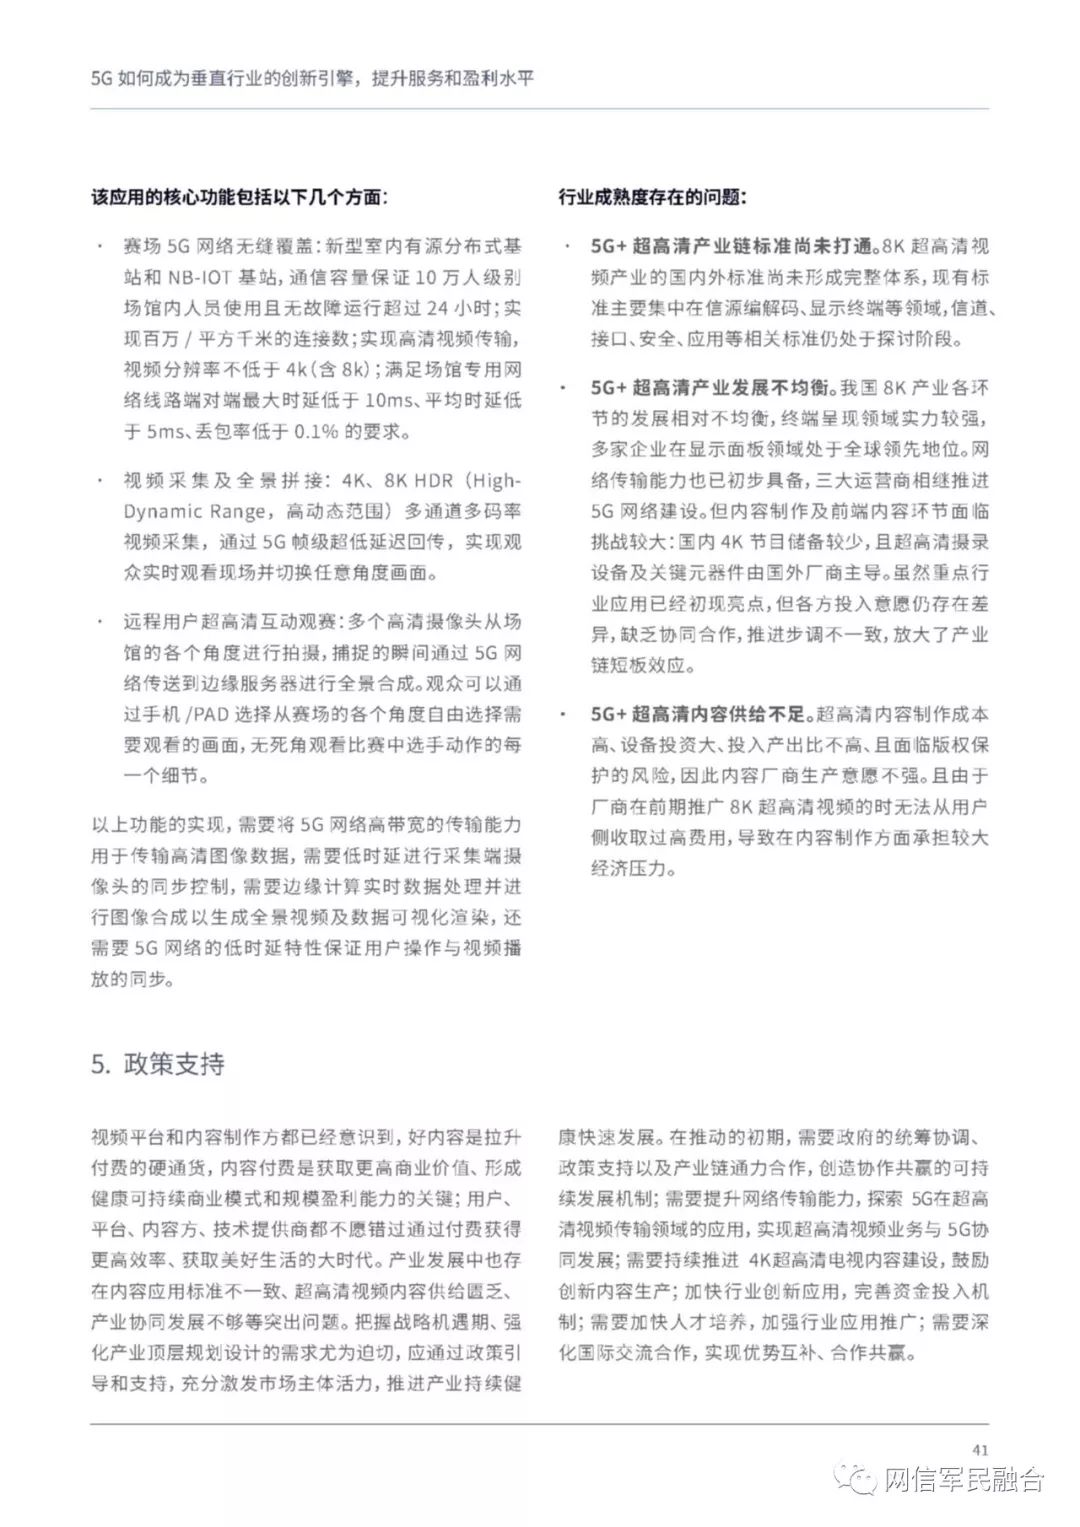 5G 如何成为垂直行业的创新引擎，提升服务和盈利水平
该应用的核心功能包括以下几个方面：
· 赛场 5G 网络无缝覆盖：新型室内有源分布式基
站和 NB-IOT 基站，通信容量保证 10 万人级别
场馆内人员使用且无故障运行超过 24 小时；实
现百万 / 平方千米的连接数；实现高清视频传输，
视频分辨率不低于 4k（含 8k）；满足场馆专用网
络线路端对端最大时延低于 10ms、平均时延低
于 5ms、丢包率低于 0.1% 的要求。
· 视频采集及全景拼接：4K、8K HDR（High-
Dynamic Range，高动态范围）多通道多码率
视频采集，通过 5G 帧级超低延迟回传，实现观
众实时观看现场并切换任意角度画面。
· 远程用户超高清互动观赛：多个高清摄像头从场
馆的各个角度进行拍摄，捕捉的瞬间通过 5G 网
络传送到边缘服务器进行全景合成。观众可以通
过手机 /PAD 选择从赛场的各个角度自由选择需
要观看的画面，无死角观看比赛中选手动作的每
一个细节。
以上功能的实现，需要将 5G 网络高带宽的传输能力
用于传输高清图像数据，需要低时延进行采集端摄
像头的同步控制，需要边缘计算实时数据处理并进
行图像合成以生成全景视频及数据可视化渲染，还
需要 5G 网络的低时延特性保证用户操作与视频播
放的同步。
行业成熟度存在的问题：
· 5G+ 超高清产业链标准尚未打通。8K 超高清视
频产业的国内外标准尚未形成完整体系，现有标
准主要集中在信源编解码、显示终端等领域，信道、
接口、安全、应用等相关标准仍处于探讨阶段。
· 5G+ 超高清产业发展不均衡。我国 8K 产业各环
节的发展相对不均衡，终端呈现领域实力较强，
多家企业在显示面板领域处于全球领先地位。网
络传输能力也已初步具备，三大运营商相继推进
5G 网络建设。但内容制作及前端内容环节面临
挑战较大：国内 4K 节目储备较少，且超高清摄录
设备及关键元器件由国外厂商主导。虽然重点行
业应用已经初现亮点，但各方投入意愿仍存在差
异，缺乏协同合作，推进步调不一致，放大了产业
链短板效应。
· 5G+ 超高清内容供给不足。超高清内容制作成本
高、设备投资大、投入产出比不高、且面临版权保
护的风险，因此内容厂商生产意愿不强。且由于
厂商在前期推广 8K 超高清视频的时无法从用户
侧收取过高费用，导致在内容制作方面承担较大
经济压力。
5. 政策支持
视频平台和内容制作方都已经意识到，好内容是拉升
付费的硬通货，内容付费是获取更高商业价值、形成
健康可持续商业模式和规模盈利能力的关键；用户、
平台、内容方、技术提供商都不愿错过通过付费获得
更高效率、获取美好生活的大时代。产业发展中也存
在内容应用标准不一致、超高清视频内容供给匮乏、
产业协同发展不够等突出问题。把握战略机遇期、强
化产业顶层规划设计的需求尤为迫切，应通过政策引
导和支持，充分激发市场主体活力，推进产业持续健
康快速发展。在推动的初期，需要政府的统筹协调、
政策支持以及产业链通力合作，创造协作共赢的可持
续发展机制；需要提升网络传输能力，探索 5G在超高
清视频传输领域的应用，实现超高清视频业务与 5G协
同发展；需要持续推进 4K超高清电视内容建设，鼓励
创新内容生产；加快行业创新应用，完善资金投入机
制；需要加快人才培养，加强行业应用推广；需要深
化国际交流合作，实现优势互补、合作共赢。
41
网信军民融合